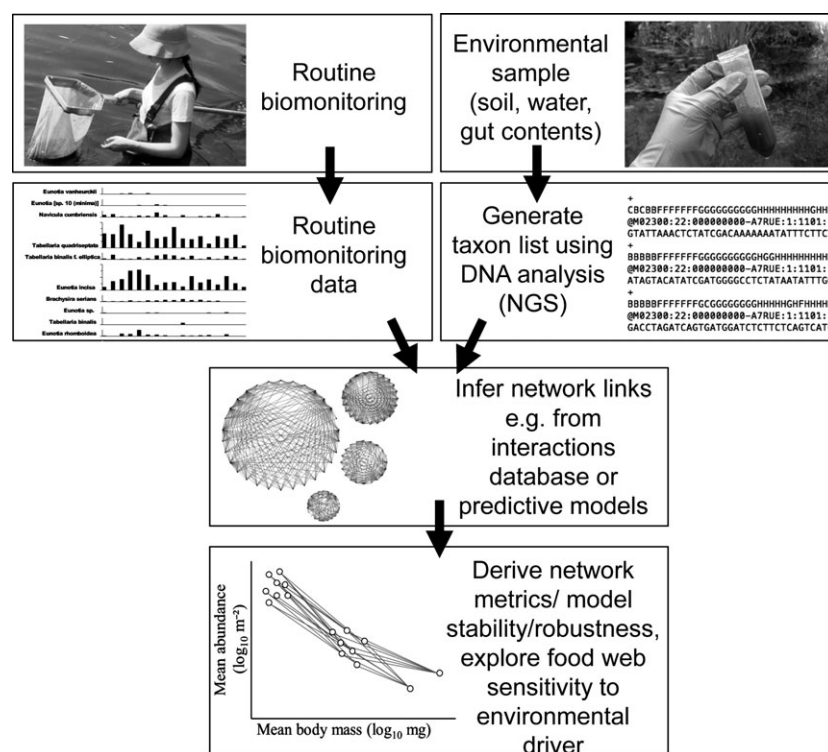 Routine
biomonitoring
Environmental
sample
(soil, water,
gut contents)
Eunotia vanheurckii
Eunotia [sp. 10 (minima)]
Navicula cumbriensis
Tabellaria quadriseptata
Tabellaria binalis f. elliptica
Eunotia incisa
Brachysira serians
Eunotia sp.
Tabellaria binalis
Eunotia rhomboidea
Routine
biomonitoring
data
Generate
taxon list using
DNA analysis
(NGS)
+
CBCBBFFFFFFFGGGGGGGGGGHHHHHHHHHGHH
@M02300:22:000000000-A7RUE:1:1101:
GTATTAAACTCTATCGACAAAAAAATATTTCTTC
+
BBBBBFFFFFFFGGGGGGGGGGHGGHHHHHHHHH
@M02300:22:000000000-A7RUE:1:1101:
ATAGTACATATCGATGGGGCCTCTATAATATTTG
+
BBBBBFFFFFFFGCGGGGGGGGHHHHHGHFHHHH
@M02300:22:000000000-A7RUE:1:1101:
GACCTAGATCAGTGATGGATCTCTTCTCAGTCAT
Infer network links
e.g. from
interactions
database or
predictive models
Mean abundance
(log₁₀ m⁻²)
Mean body mass (log₁₀ mg)
Derive network
metrics/ model
stability/robustness,
explore food web
sensitivity to
environmental
driver